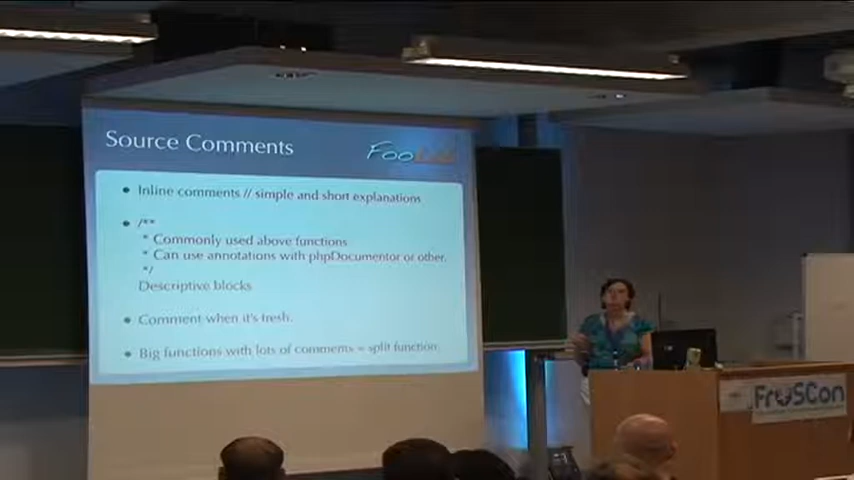 Source Comments
Foo
• Inline comments // simple and short explanations
• /**
* Commonly used above functions
* Can use annotations with phpDocumentor or other.
*/
Descriptive blocks
• Comment when it's fresh.
• Big functions with lots of comments = split function.
FrOSCon